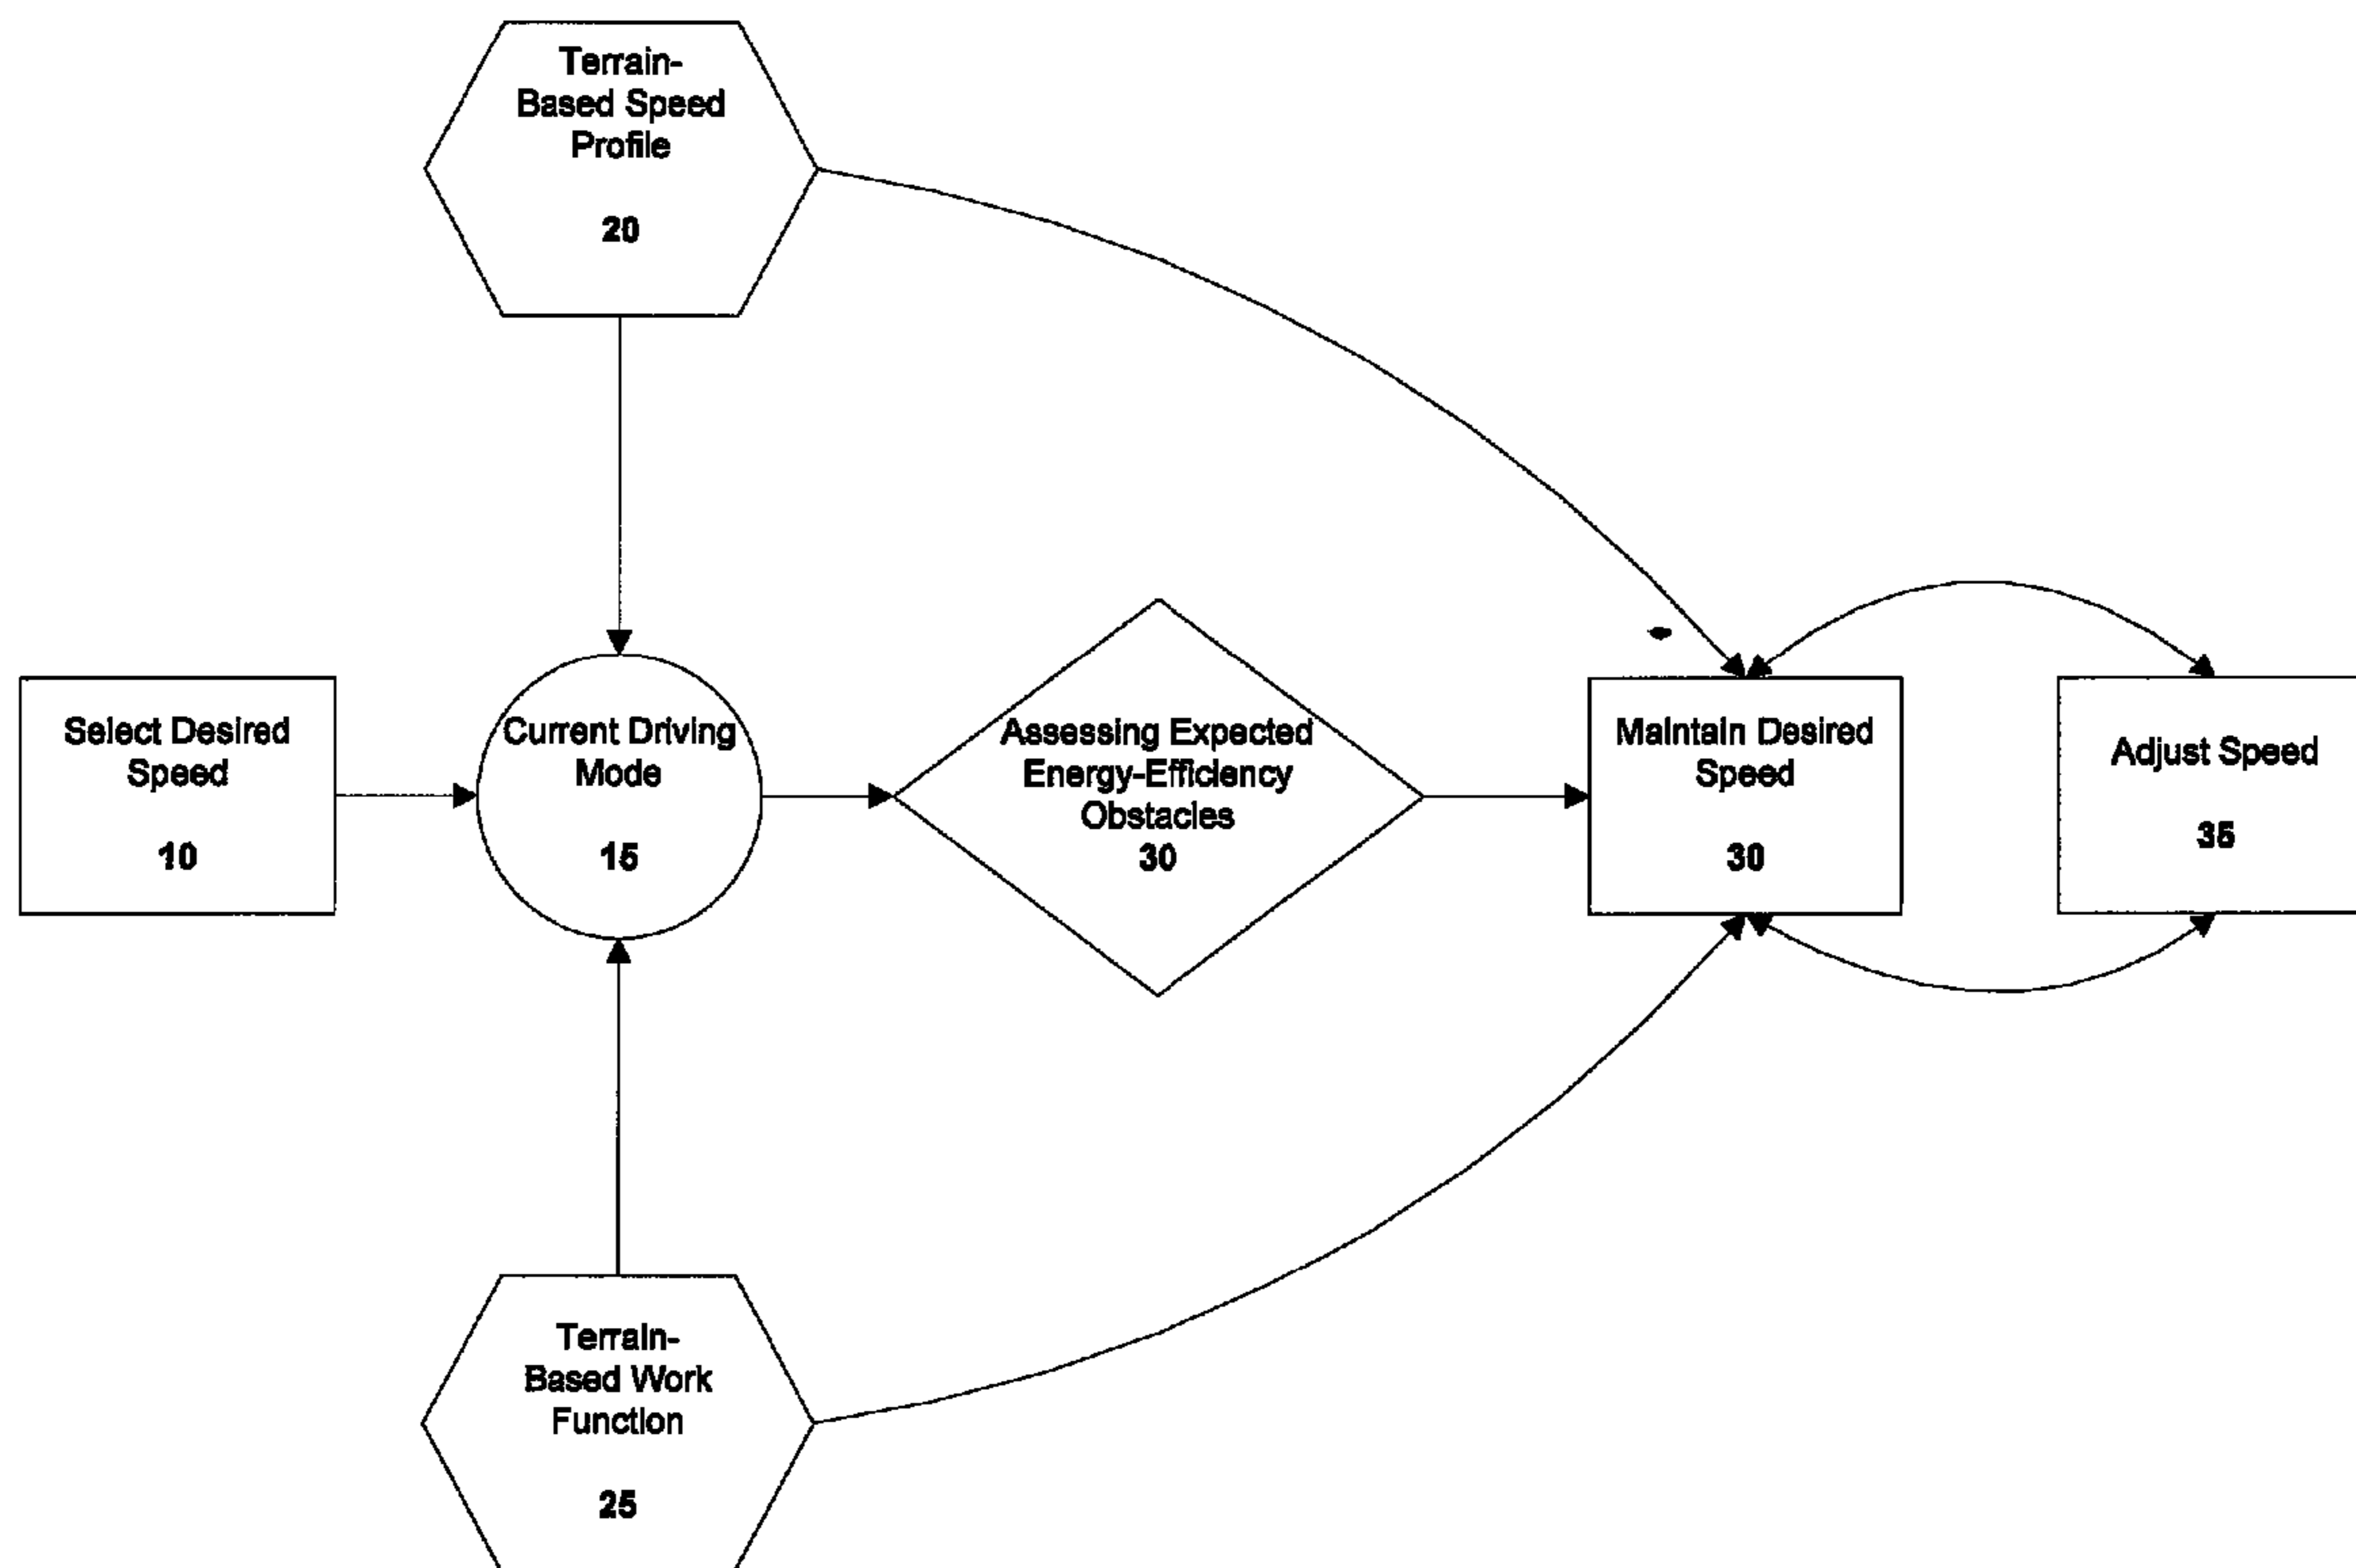 Terrain-
Based Speed
Profile
20
Select Desired
Speed
10
Current Driving
Mode
15
Assessing Expected
Energy-Efficiency
Obstacles
30
Maintain Desired
Speed
30
Adjust Speed
35
Terrain-
Based Work
Function
25